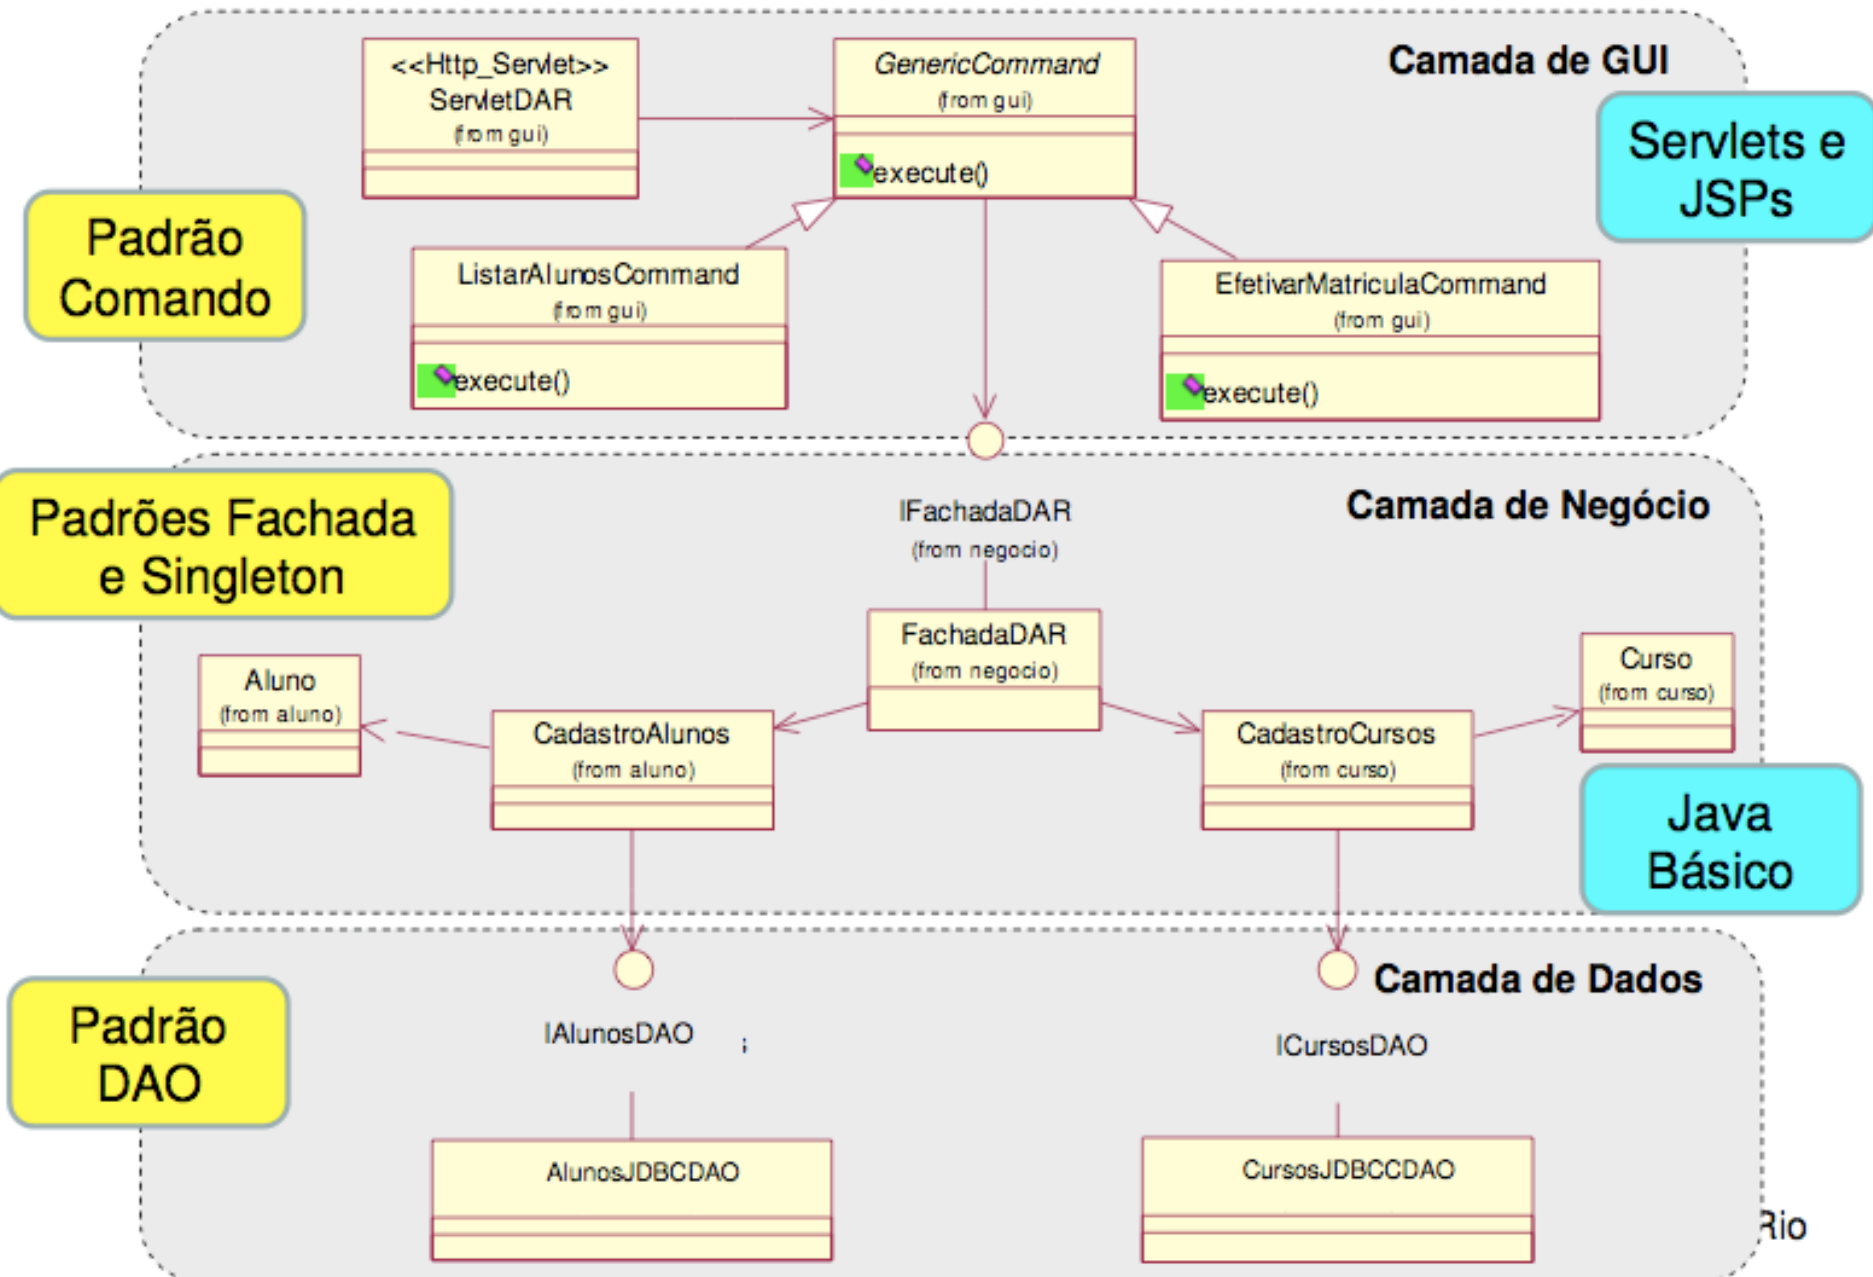 Camada de GUI
<<Http_Servlet>>
ServletDAR
(from gui)
GenericCommand
(from gui)
execute()
Servlets e
JSPs
Padrão
Comando
ListarAlunosCommand
(from gui)
execute()
EfetivarMatriculaCommand
(from gui)
execute()
Padrões Fachada
e Singleton
IFachadaDAR
(from negocio)
Camada de Negócio
FachadaDAR
(from negocio)
Aluno
(from aluno)
CadastroAlunos
(from aluno)
CadastroCursos
(from curso)
Curso
(from curso)
Java
Básico
Camada de Dados
Padrão
DAO
IAlunosDAO
ICursosDAO
AlunosJDBCDAO
CursosJDBCCDAO
Rio